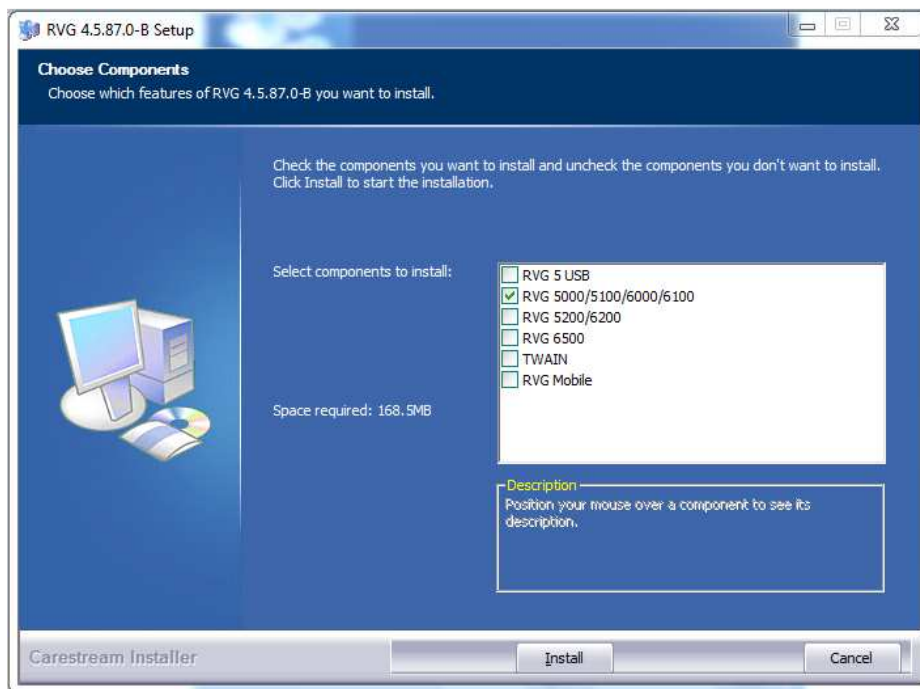 RVG 4.5.87.0-B Setup
Choose Components
Choose which features of RVG 4.5.87.0-B you want to install.
Check the components you want to install and uncheck the components you don't want to install.
Click Install to start the installation.
Select components to install:
RVG 5 USB
RVG 5000/5100/6000/6100
RVG 5200/6200
RVG 6500
TWAIN
RVG Mobile
Space required: 168.5MB
Description
Position your mouse over a component to see its
description.
Carestream Installer
Install
Cancel